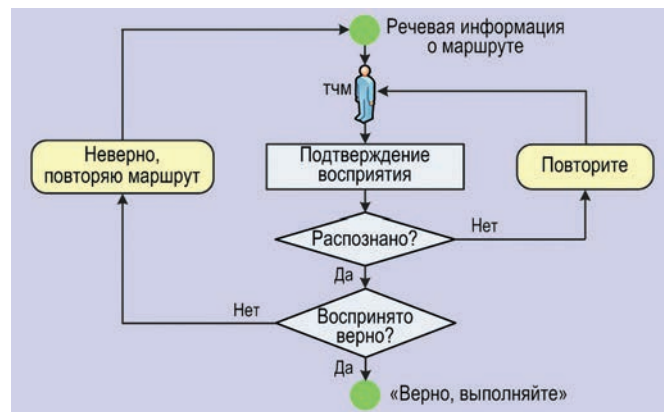 Речевая информация
о маршруте
ТЧМ
Неверно,
повторяю маршрут
Подтверждение
восприятия
Повторите
Распознано?
Нет
Да
Нет
Воспринято
верно?
Да
«Верно, выполняйте»